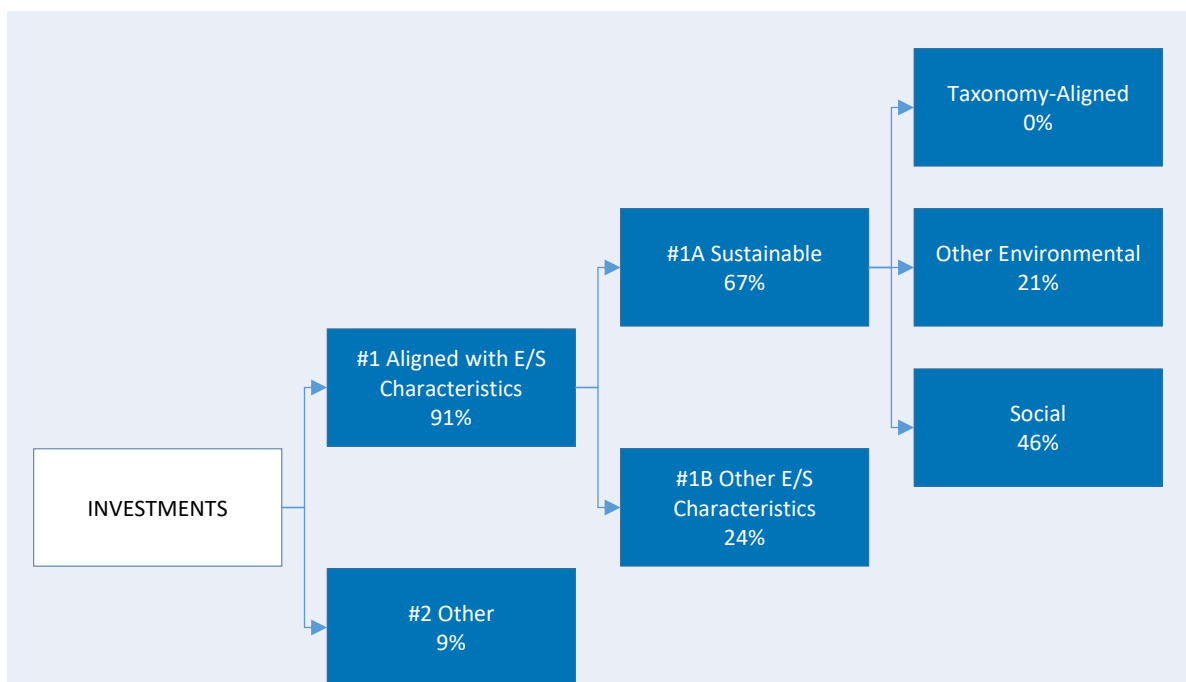 INVESTMENTS
#1 Aligned with E/S
Characteristics
91%
#2 Other
9%
#1A Sustainable
67%
#1B Other E/S
Characteristics
24%
Taxonomy-Aligned
0%
Other Environmental
21%
Social
46%